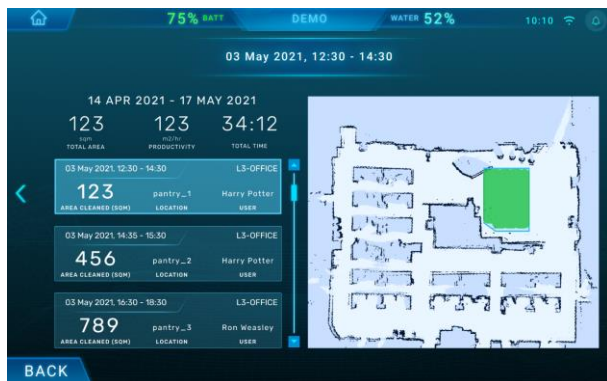 75% BATT DEMO WATER 52% 10:10
03 May 2021, 12:30 - 14:30
14 APR 2021 - 17 MAY 2021
123 123 34:12
sqm m2/hr
TOTAL AREA PRODUCTIVITY TOTAL TIME
03 May 2021, 12:30 - 14:30 L3-OFFICE
123 pantry_1 Harry Potter
AREA CLEANED (SQM) LOCATION USER
03 May 2021, 14:35 - 15:30 L3-OFFICE
456 pantry_2 Harry Potter
AREA CLEANED (SQM) LOCATION USER
03 May 2021, 16:30 - 18:30 L3-OFFICE
789 pantry_3 Ron Weasley
AREA CLEANED (SQM) LOCATION USER
BACK